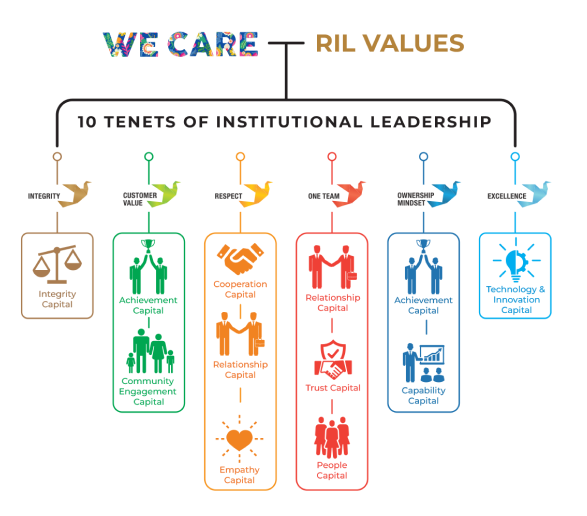 WE CARE
RIL VALUES
10 TENETS OF INSTITUTIONAL LEADERSHIP
INTEGRITY
CUSTOMER
VALUE
RESPECT
ONE TEAM
OWNERSHIP
MINDSET
EXCELLENCE
Integrity
Capital
Achievement
Capital
Community
Engagement
Capital
Cooperation
Capital
Relationship
Capital
Empathy
Capital
Relationship
Capital
Trust Capital
People
Capital
Achievement
Capital
Capability
Capital
Technology &
Innovation
Capital